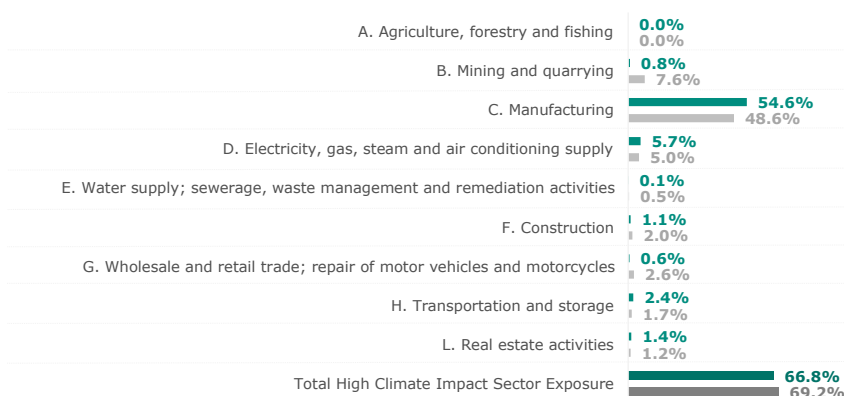 A. Agriculture, forestry and fishing
0.0%
0.0%
B. Mining and quarrying
0.8%
7.6%
C. Manufacturing
54.6%
48.6%
D. Electricity, gas, steam and air conditioning supply
5.7%
5.0%
E. Water supply; sewerage, waste management and remediation activities
0.1%
0.5%
F. Construction
1.1%
2.0%
G. Wholesale and retail trade; repair of motor vehicles and motorcycles
0.6%
2.6%
H. Transportation and storage
2.4%
1.7%
L. Real estate activities
1.4%
1.2%
Total High Climate Impact Sector Exposure
66.8%
69.2%